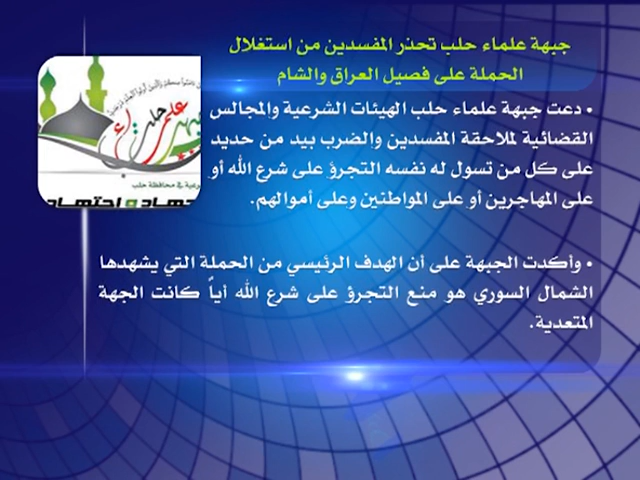 جبهة علماء حلب تحذر المفسدين من استغلال
الحملة على فصيل العراق والشام
• دعت جبهة علماء حلب الهيئات الشرعية والمجالس
القضائية لملاحقة المفسدين والضرب بيد من حديد
على كل من تسول له نفسه التجرؤ على شرع الله أو
على المهاجرين أو على المواطنين وعلى أموالهم.
• وأكدت الجبهة على أن الهدف الرئيسي من الحملة التي يشهدها
الشمال السوري هو منع التجرؤ على شرع الله أياً كانت الجهة
المتعدية.
في محافظة حلب
جهاد واجتهاد